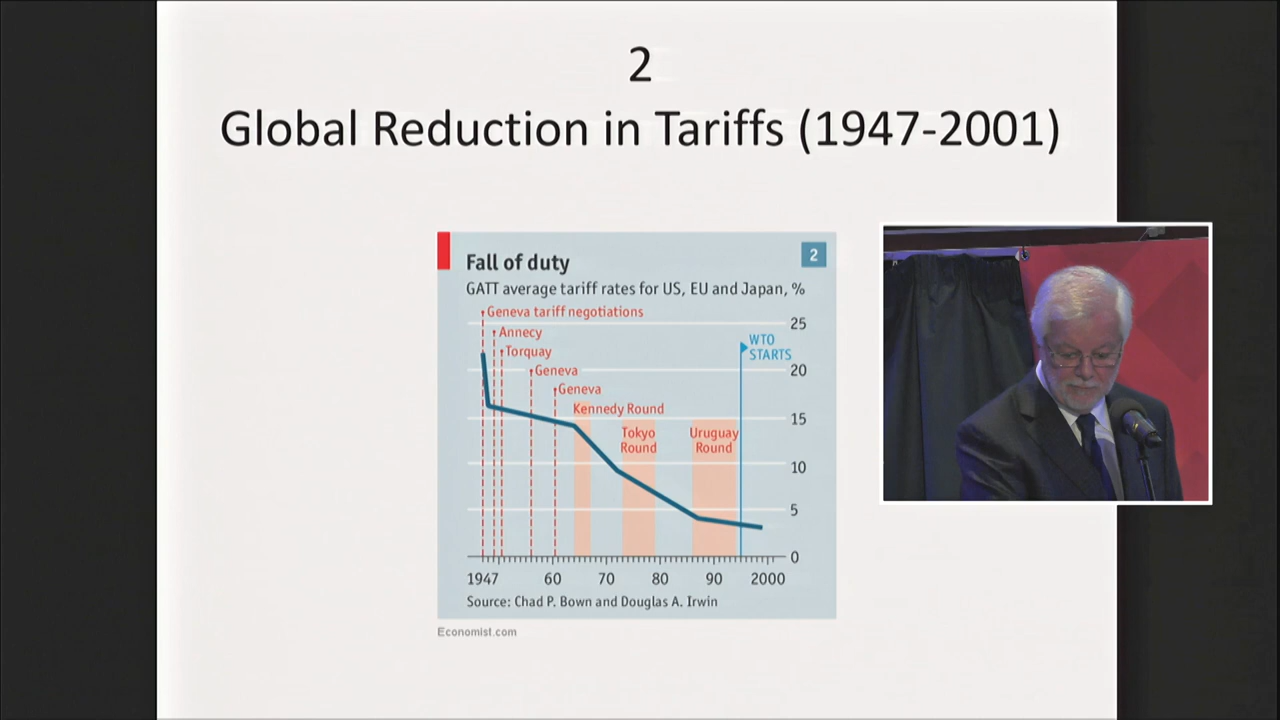 2
Global Reduction in Tariffs (1947-2001)
Fall of duty
2
GATT average tariff rates for US, EU and Japan, %
Geneva tariff negotiations
25
Annecy
WTO
STARTS
Torquay
Geneva
20
Geneva
Kennedy Round
15
Tokyo
Round
Uruguay
Round
10
5
0
1947 60 70 80 90 2000
Source: Chad P. Bown and Douglas A. Irwin
Economist.com